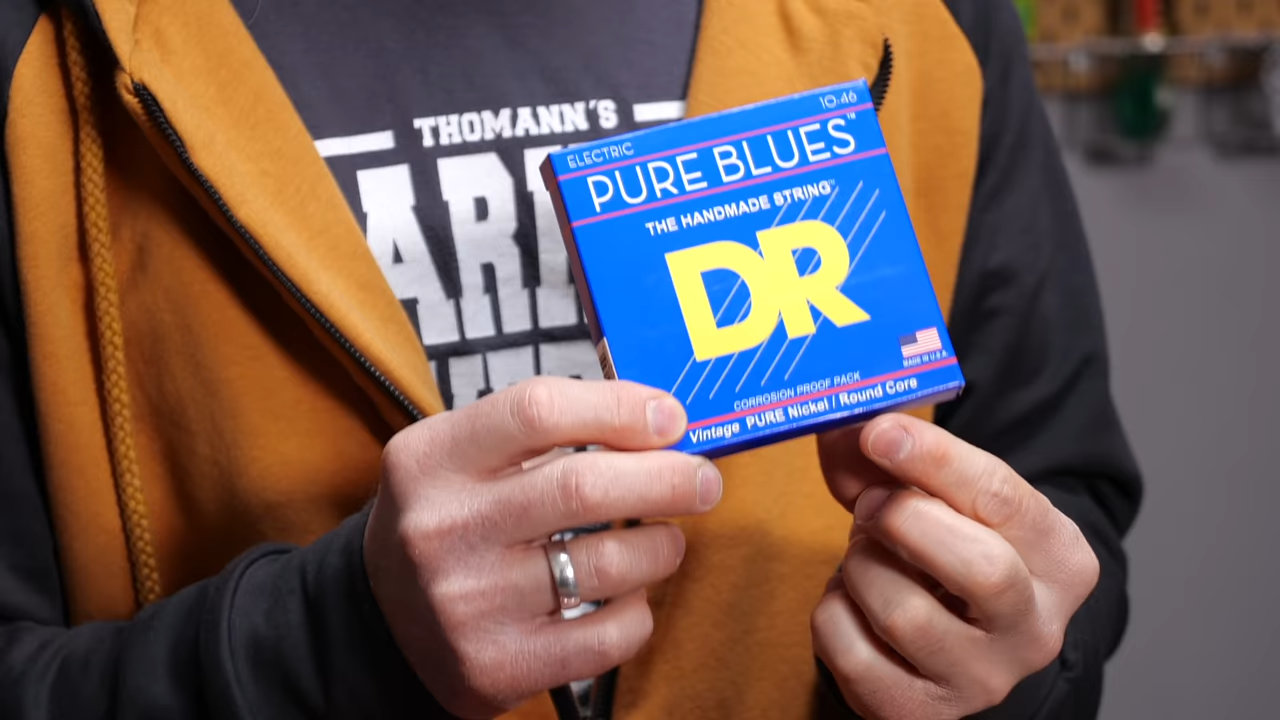 THOMANN´S
ELECTRIC
10-46
PURE BLUES™
THE HANDMADE STRING™
DR
MADE IN U.S.A.
CORROSION PROOF PACK
Vintage PURE Nickel / Round Core